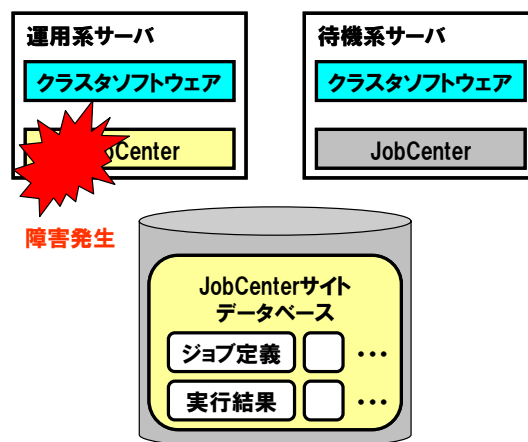 運用系サーバ
クラスタソフトウェア
bCenter
障害発生
待機系サーバ
クラスタソフトウェア
JobCenter
JobCenterサイト
データベース
ジョブ定義 ･･･
実行結果 ･･･